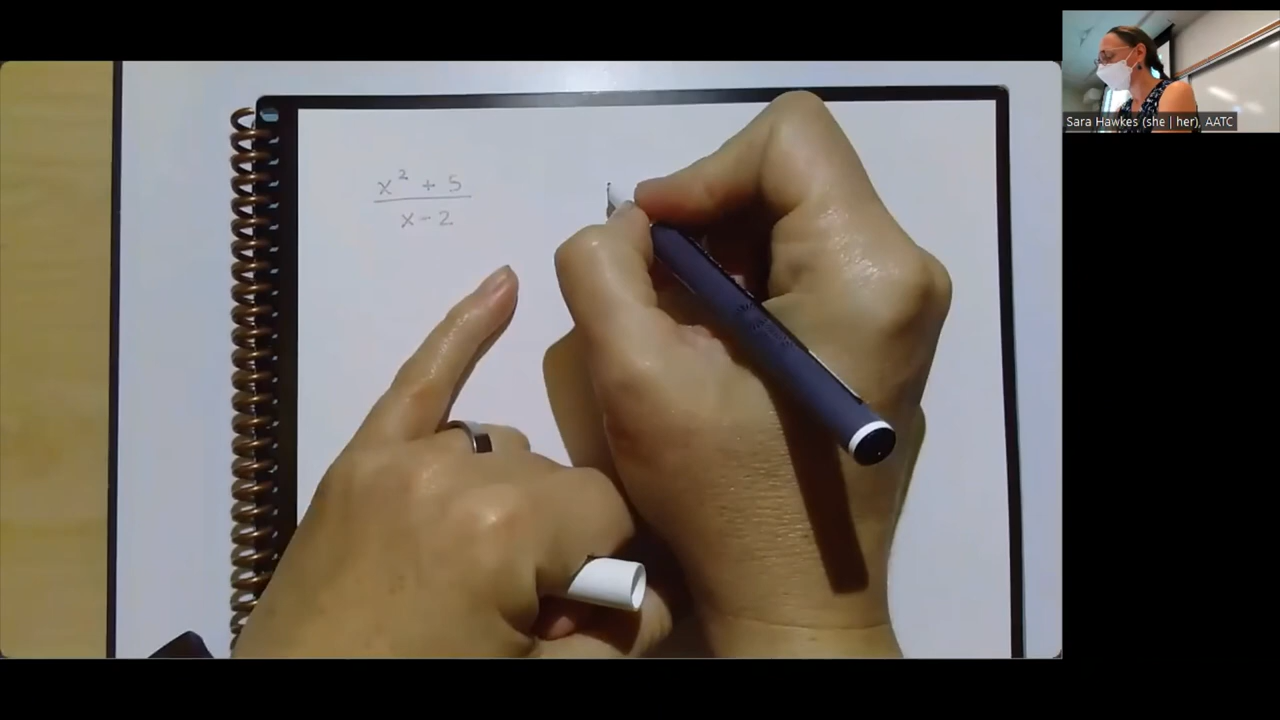 x² + 5
x - 2
Sara Hawkes (she | her), AATC